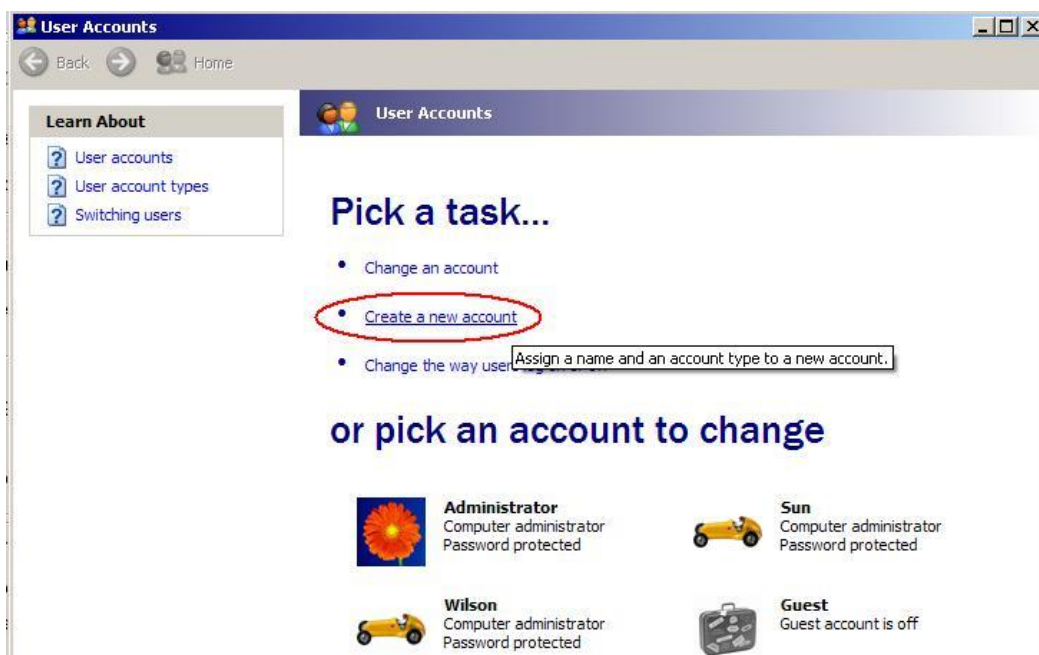 User Accounts
Back Home
Learn About
User accounts
User account types
Switching users
User Accounts
Pick a task...
Change an account
Create a new account
Assign a name and an account type to a new account.
Change the way users
or pick an account to change
Administrator
Computer administrator
Password protected
Sun
Computer administrator
Password protected
Wilson
Computer administrator
Password protected
Guest
Guest account is off